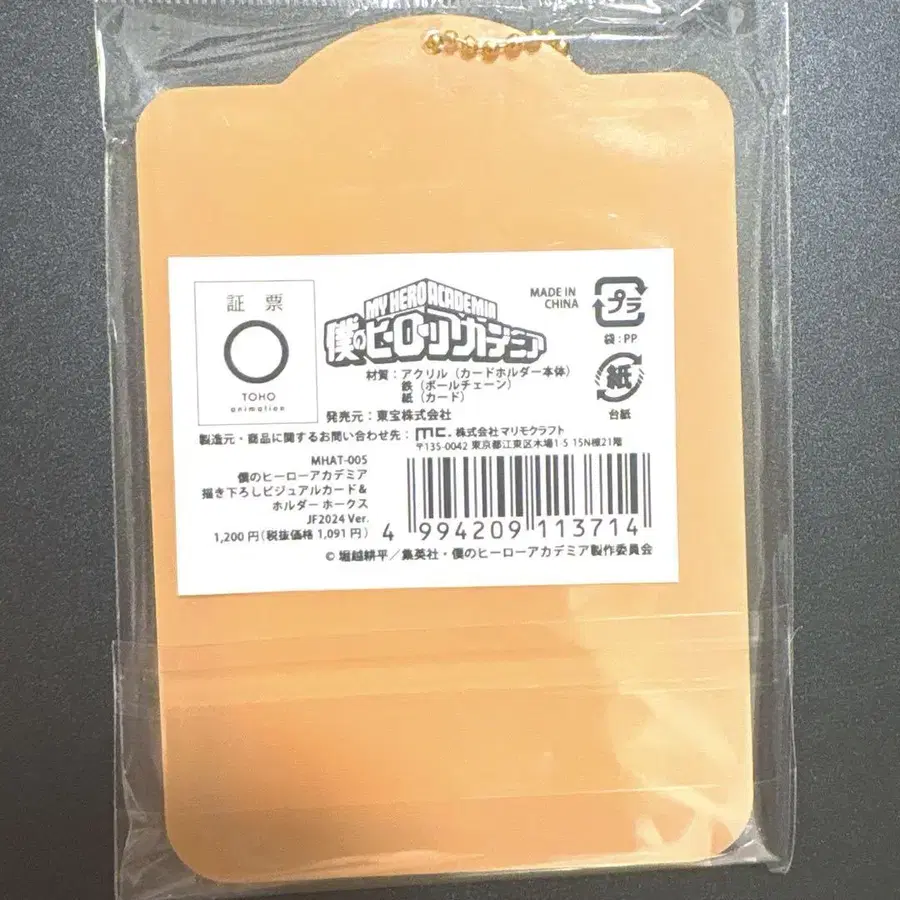 証 票
TOHO
animation
MY HERO ACADEMIA
僕のヒーローアカデミア
MADE IN
CHINA
プラ
袋：PP
紙
台紙
材質：アクリル（カードホルダー本体）
鉄（ボールチェーン）
紙（カード）
発売元：東宝株式会社
製造元・商品に関するお問い合わせ先：mc. 株式会社マリモクラフト
〒135-0042 東京都江東区木場1-5-15N棟21階
MHAT-005
僕のヒーローアカデミア
描き下ろしビジュアルカード&
ホルダー ホークス
JF2024 Ver.
1,200円（税抜価格 1,091円）
4 994209 113714
© 堀越耕平／集英社・僕のヒーローアカデミア製作委員会